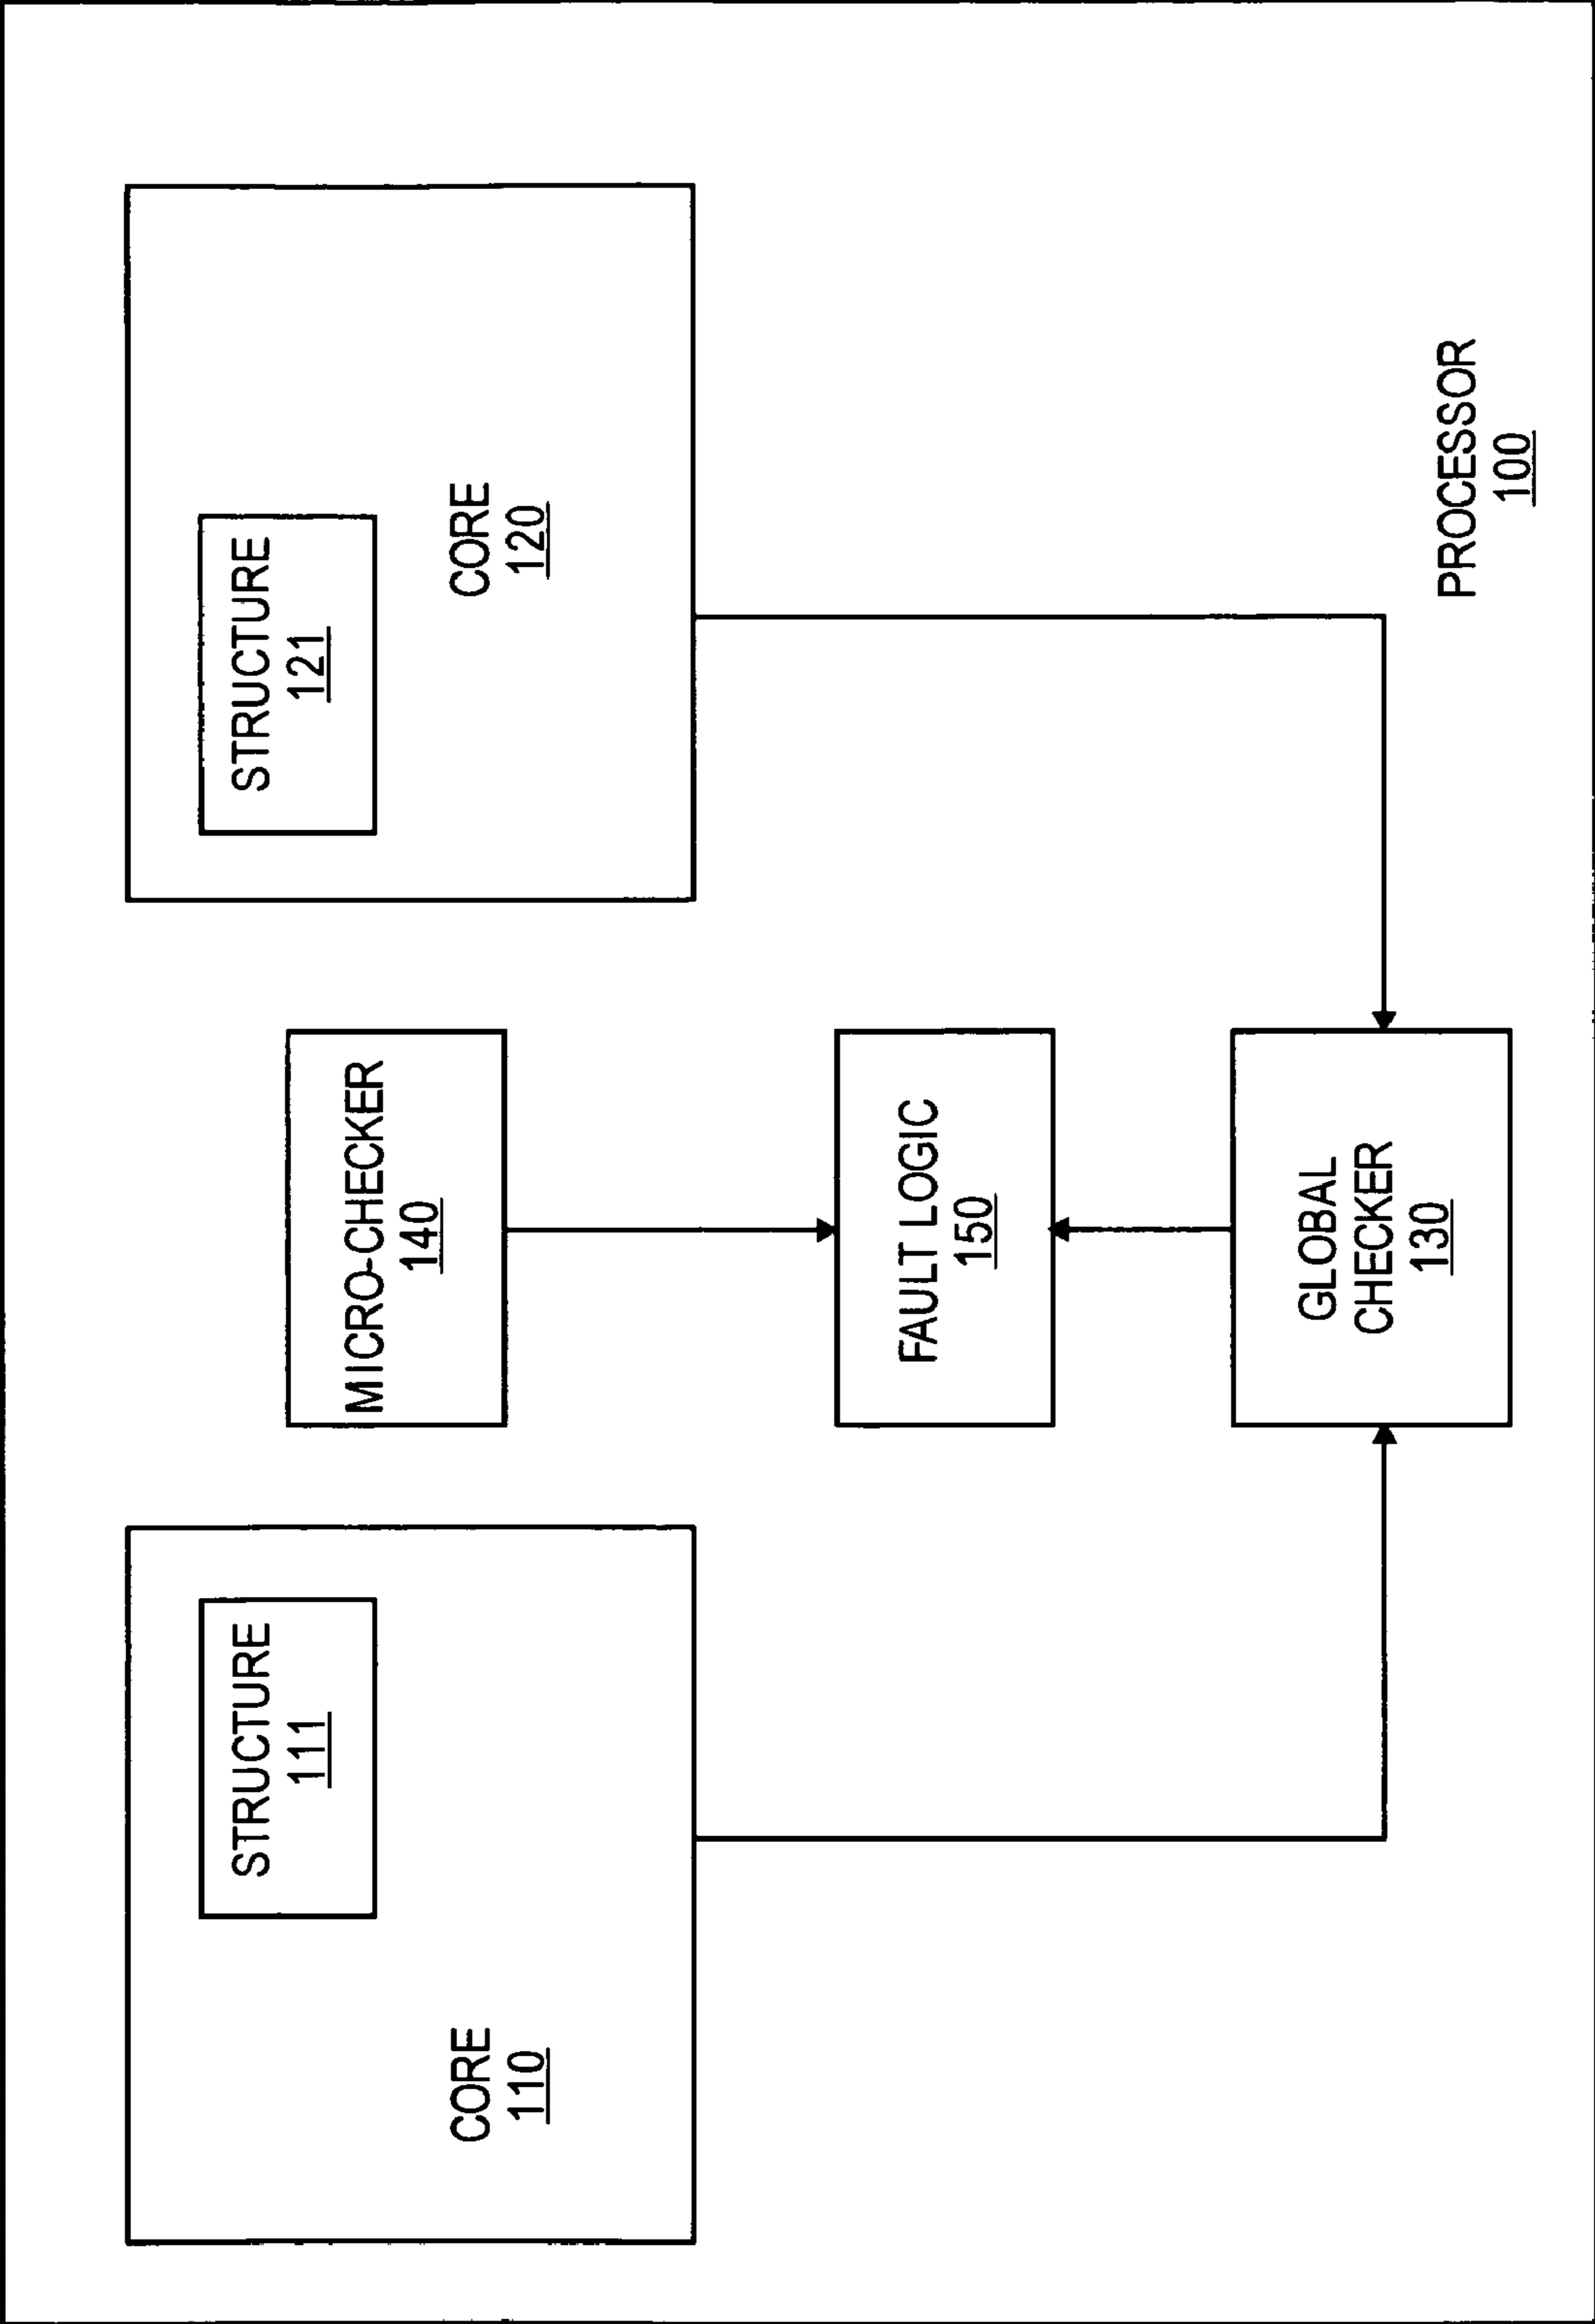 STRUCTURE
111
CORE
110
MICRO-CHECKER
140
FAULT LOGIC
150
GLOBAL
CHECKER
130
STRUCTURE
121
CORE
120
PROCESSOR
100